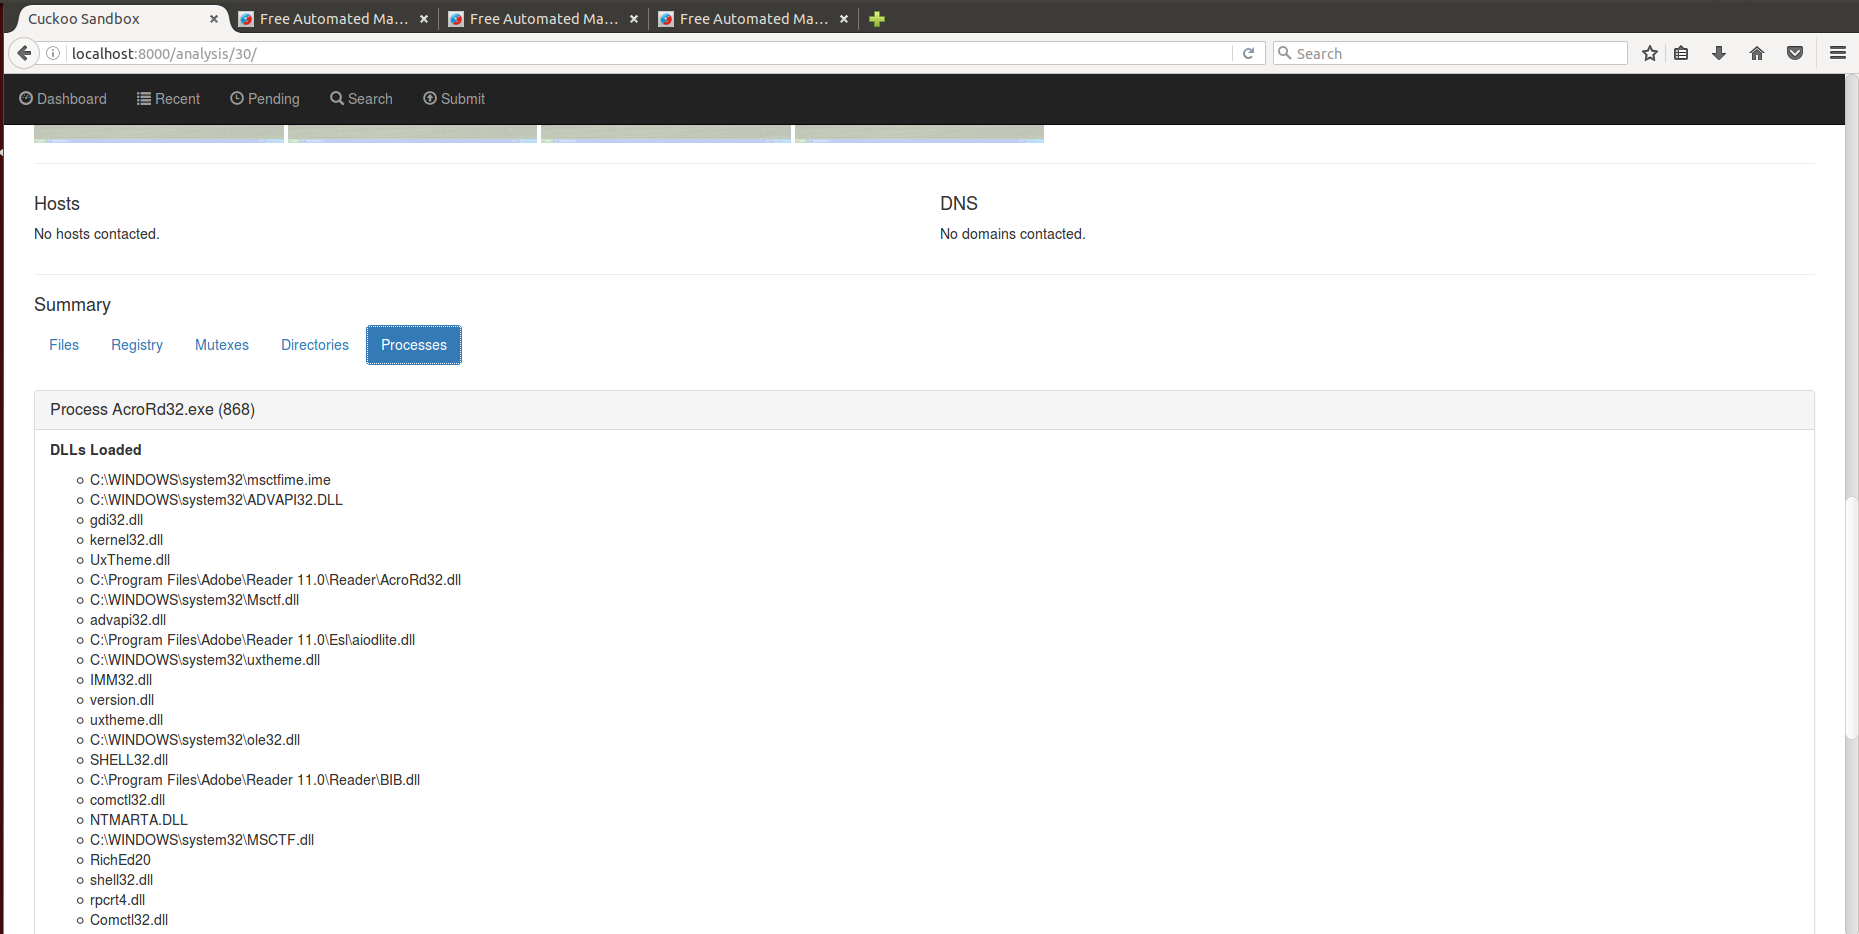 Cuckoo Sandbox
Free Automated Ma...
Free Automated Ma...
Free Automated Ma...
localhost:8000/analysis/30/
Search
Dashboard
Recent
Pending
Search
Submit
Hosts
No hosts contacted.
DNS
No domains contacted.
Summary
Files
Registry
Mutexes
Directories
Processes
Process AcroRd32.exe (868)
DLLs Loaded
C:\WINDOWS\system32\msctfime.ime
C:\WINDOWS\system32\ADVAPI32.DLL
gdi32.dll
kernel32.dll
UxTheme.dll
C:\Program Files\Adobe\Reader 11.0\Reader\AcroRd32.dll
C:\WINDOWS\system32\Msctf.dll
advapi32.dll
C:\Program Files\Adobe\Reader 11.0\Esl\aiodlite.dll
C:\WINDOWS\system32\uxtheme.dll
IMM32.dll
version.dll
uxtheme.dll
C:\WINDOWS\system32\ole32.dll
SHELL32.dll
C:\Program Files\Adobe\Reader 11.0\Reader\BIB.dll
comctl32.dll
NTMARTA.DLL
C:\WINDOWS\system32\MSCTF.dll
RichEd20
shell32.dll
rpcrt4.dll
Comctl32.dll